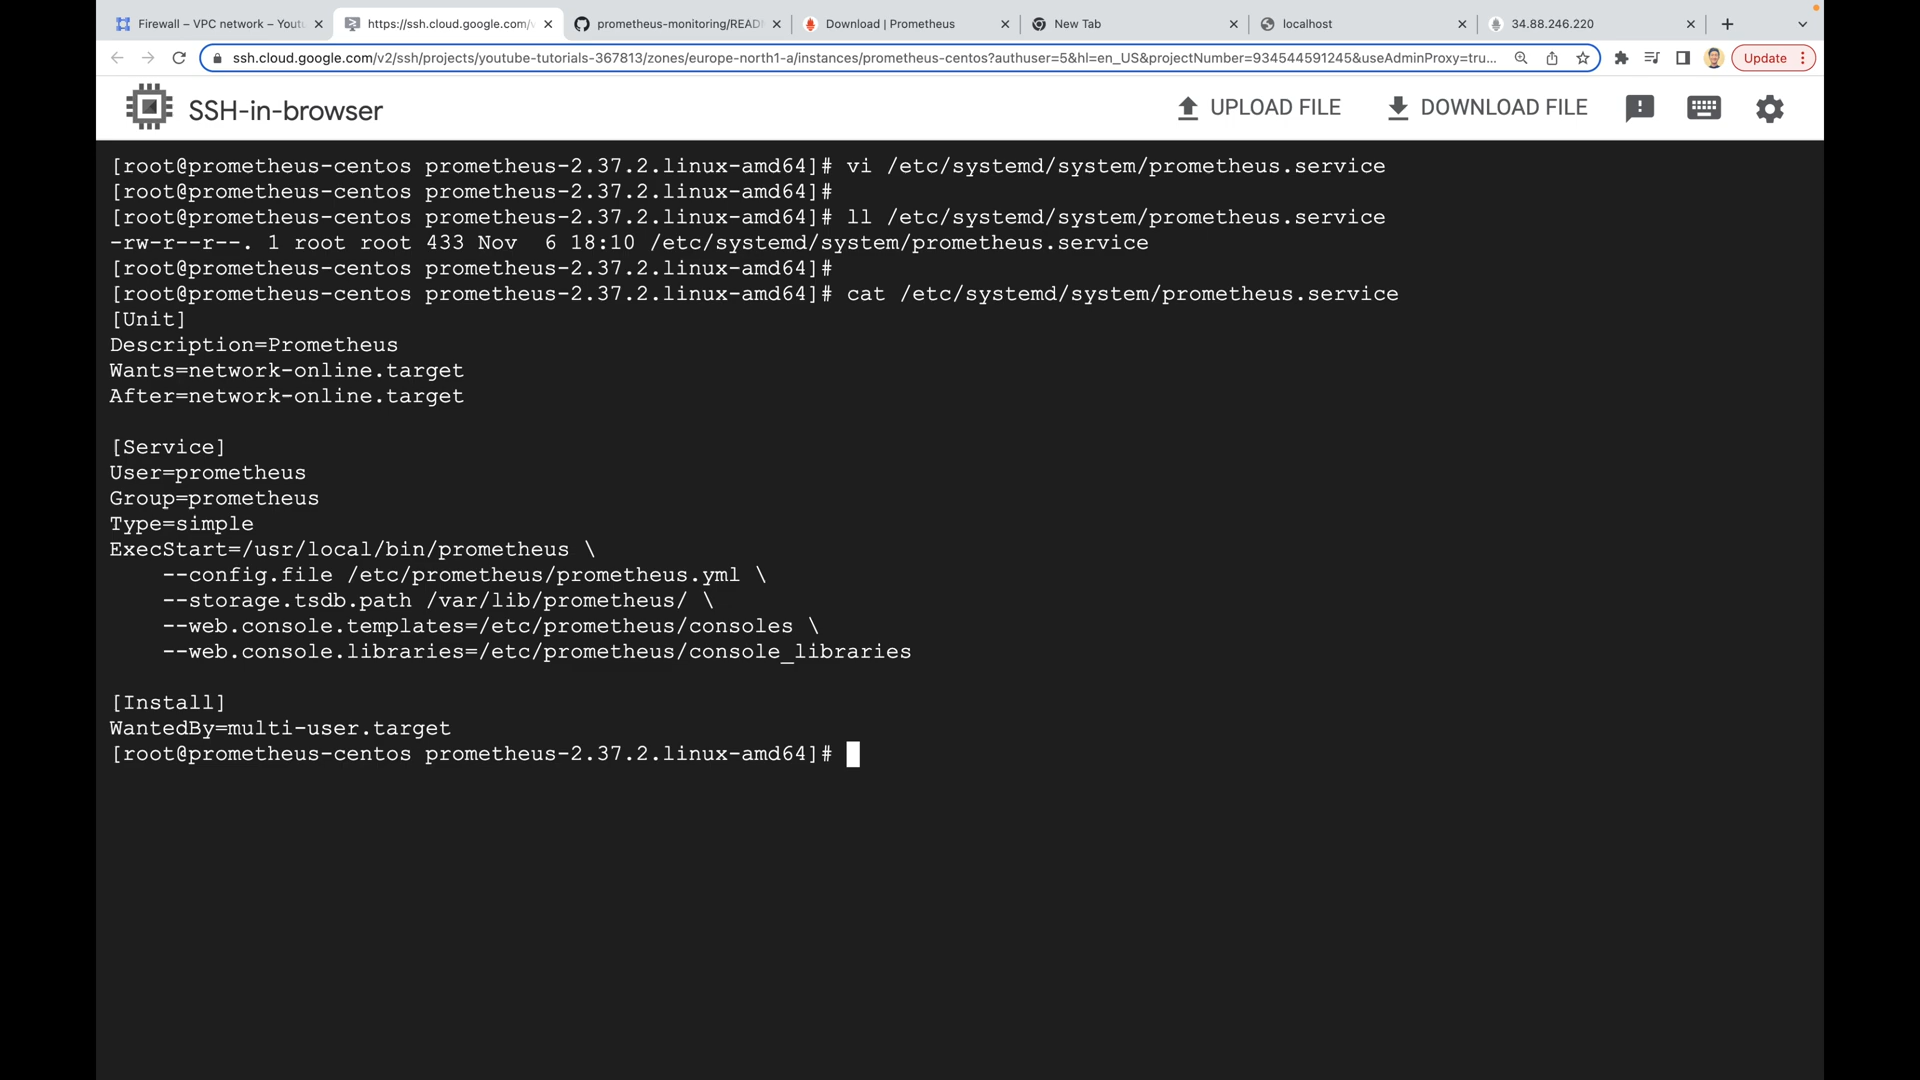 Firewall – VPC network – Youtu
https://ssh.cloud.google.com/v
prometheus-monitoring/READ
Download | Prometheus
New Tab
localhost
34.88.246.220
ssh.cloud.google.com/v2/ssh/projects/youtube-tutorials-367813/zones/europe-north1-a/instances/prometheus-centos?authuser=5&hl=en_US&projectNumber=934544591245&useAdminProxy=tru...
Update
SSH-in-browser
UPLOAD FILE
DOWNLOAD FILE
[root@prometheus-centos prometheus-2.37.2.linux-amd64]# vi /etc/systemd/system/prometheus.service
[root@prometheus-centos prometheus-2.37.2.linux-amd64]#
[root@prometheus-centos prometheus-2.37.2.linux-amd64]# ll /etc/systemd/system/prometheus.service
-rw-r--r--. 1 root root 433 Nov  6 18:10 /etc/systemd/system/prometheus.service
[root@prometheus-centos prometheus-2.37.2.linux-amd64]#
[root@prometheus-centos prometheus-2.37.2.linux-amd64]# cat /etc/systemd/system/prometheus.service
[Unit]
Description=Prometheus
Wants=network-online.target
After=network-online.target
[Service]
User=prometheus
Group=prometheus
Type=simple
ExecStart=/usr/local/bin/prometheus \
    --config.file /etc/prometheus/prometheus.yml \
    --storage.tsdb.path /var/lib/prometheus/ \
    --web.console.templates=/etc/prometheus/consoles \
    --web.console.libraries=/etc/prometheus/console_libraries
[Install]
WantedBy=multi-user.target
[root@prometheus-centos prometheus-2.37.2.linux-amd64]#